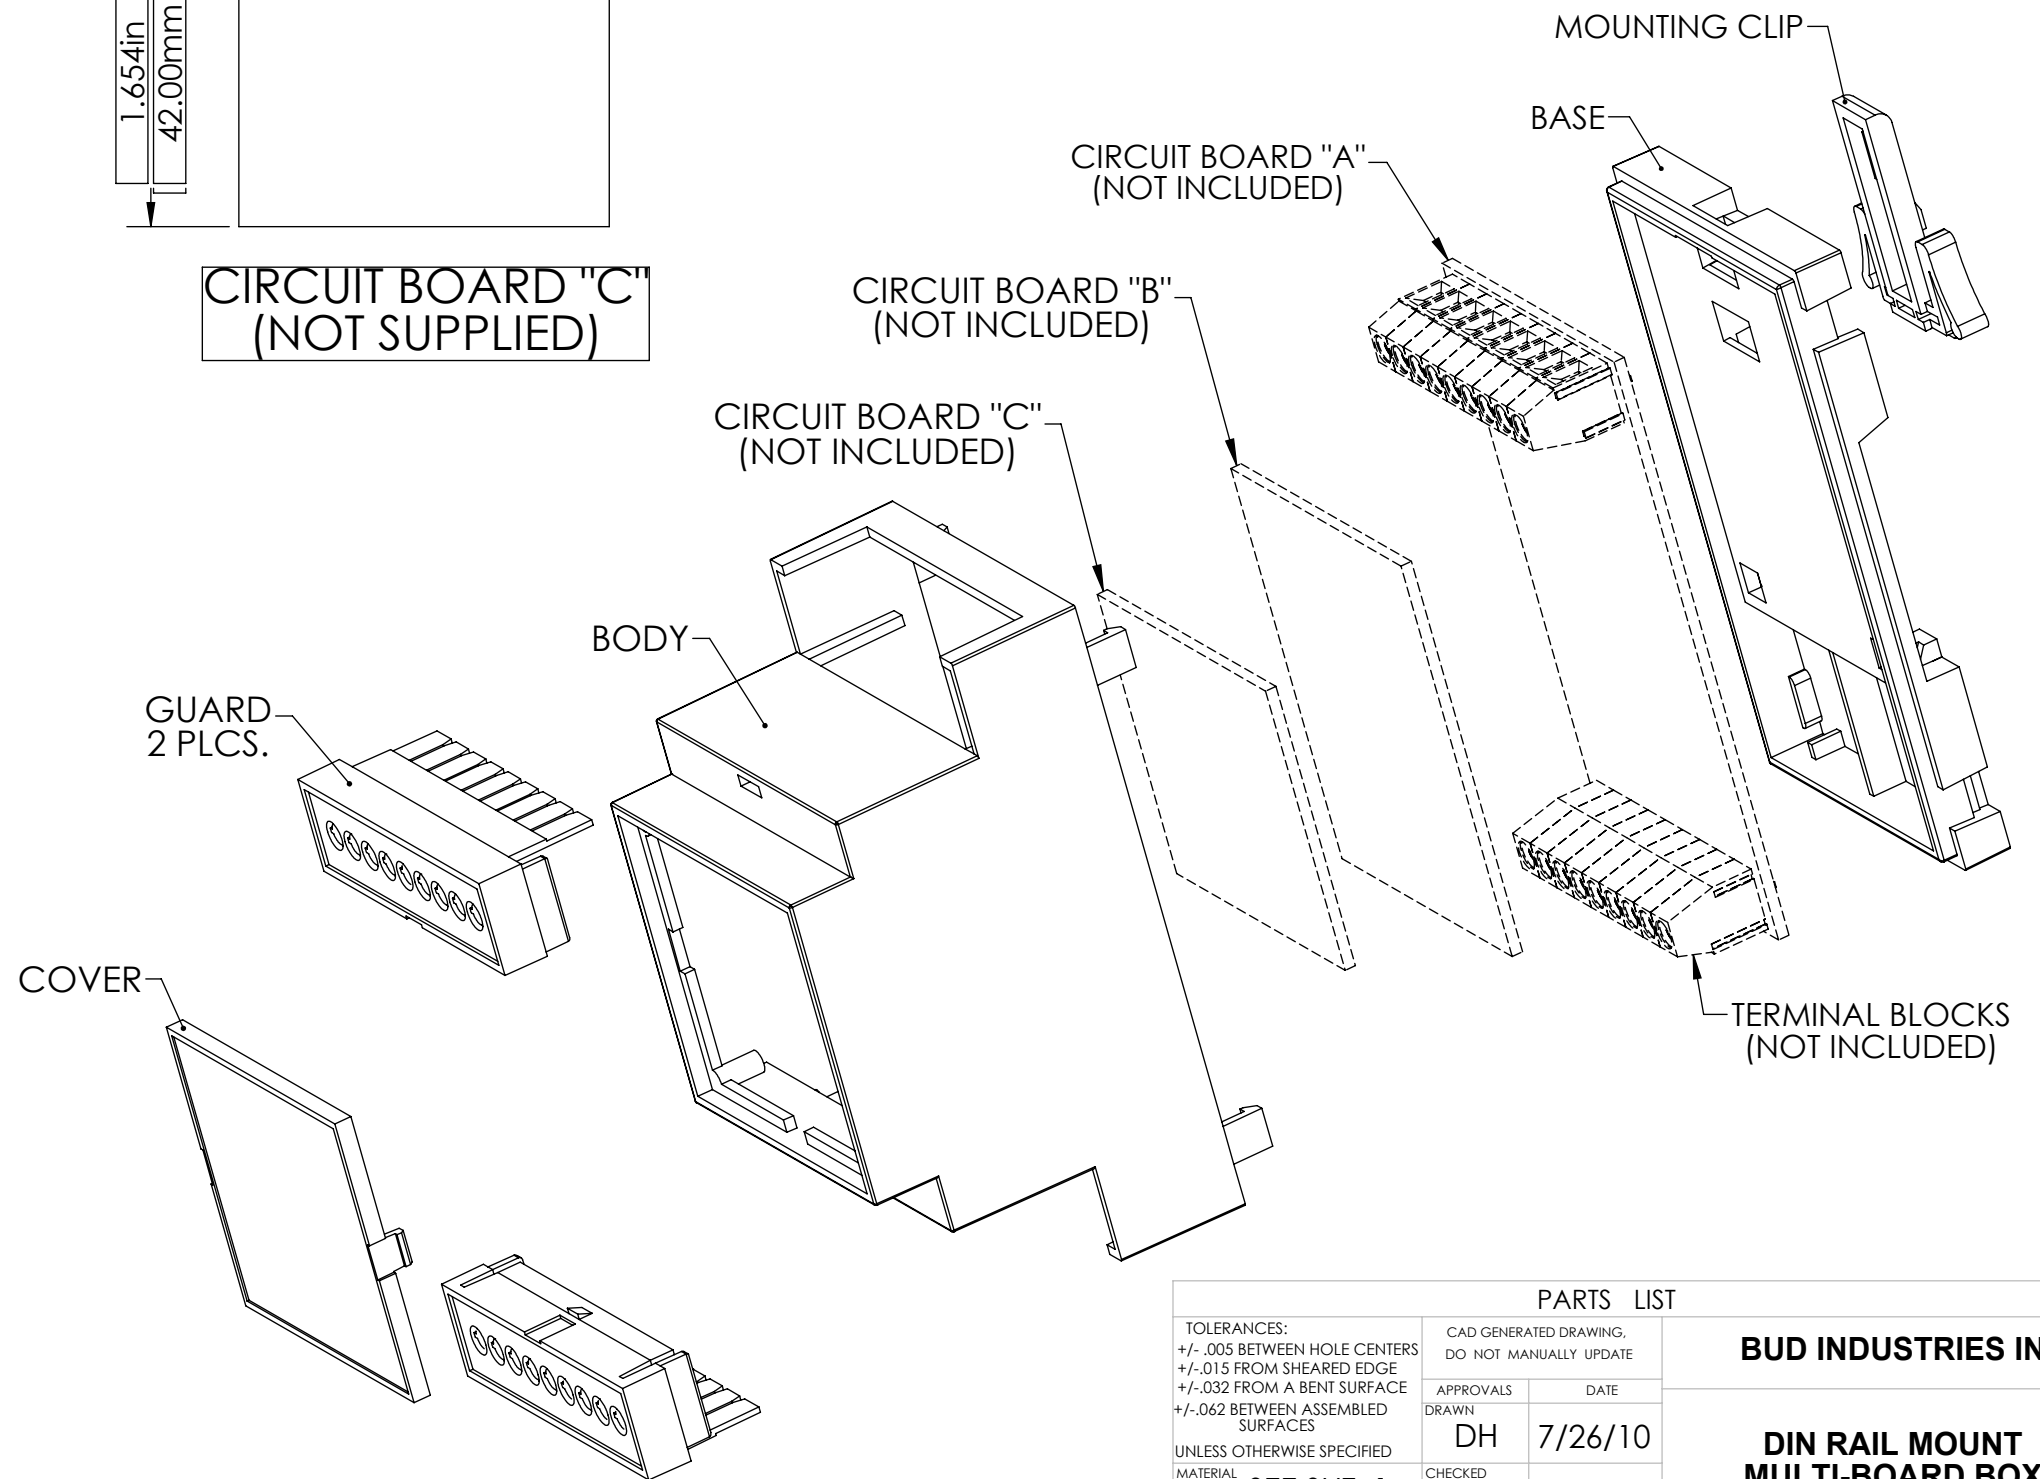 1.654in
42.00mm
CIRCUIT BOARD "C"
(NOT SUPPLIED)
MOUNTING CLIP
BASE
CIRCUIT BOARD "A"
(NOT INCLUDED)
CIRCUIT BOARD "B"
(NOT INCLUDED)
CIRCUIT BOARD "C"
(NOT INCLUDED)
BODY
GUARD
2 PLCS.
COVER
TERMINAL BLOCKS
(NOT INCLUDED)
PARTS LIST
TOLERANCES:
+/- .005 BETWEEN HOLE CENTERS
+/-.015 FROM SHEARED EDGE
+/-.032 FROM A BENT SURFACE
+/-.062 BETWEEN ASSEMBLED
SURFACES
UNLESS OTHERWISE SPECIFIED
MATERIAL
CAD GENERATED DRAWING,
DO NOT MANUALLY UPDATE
APPROVALS DATE
DRAWN
DH 7/26/10
CHECKED
BUD INDUSTRIES IN
DIN RAIL MOUNT
MULTI-BOARD BOX